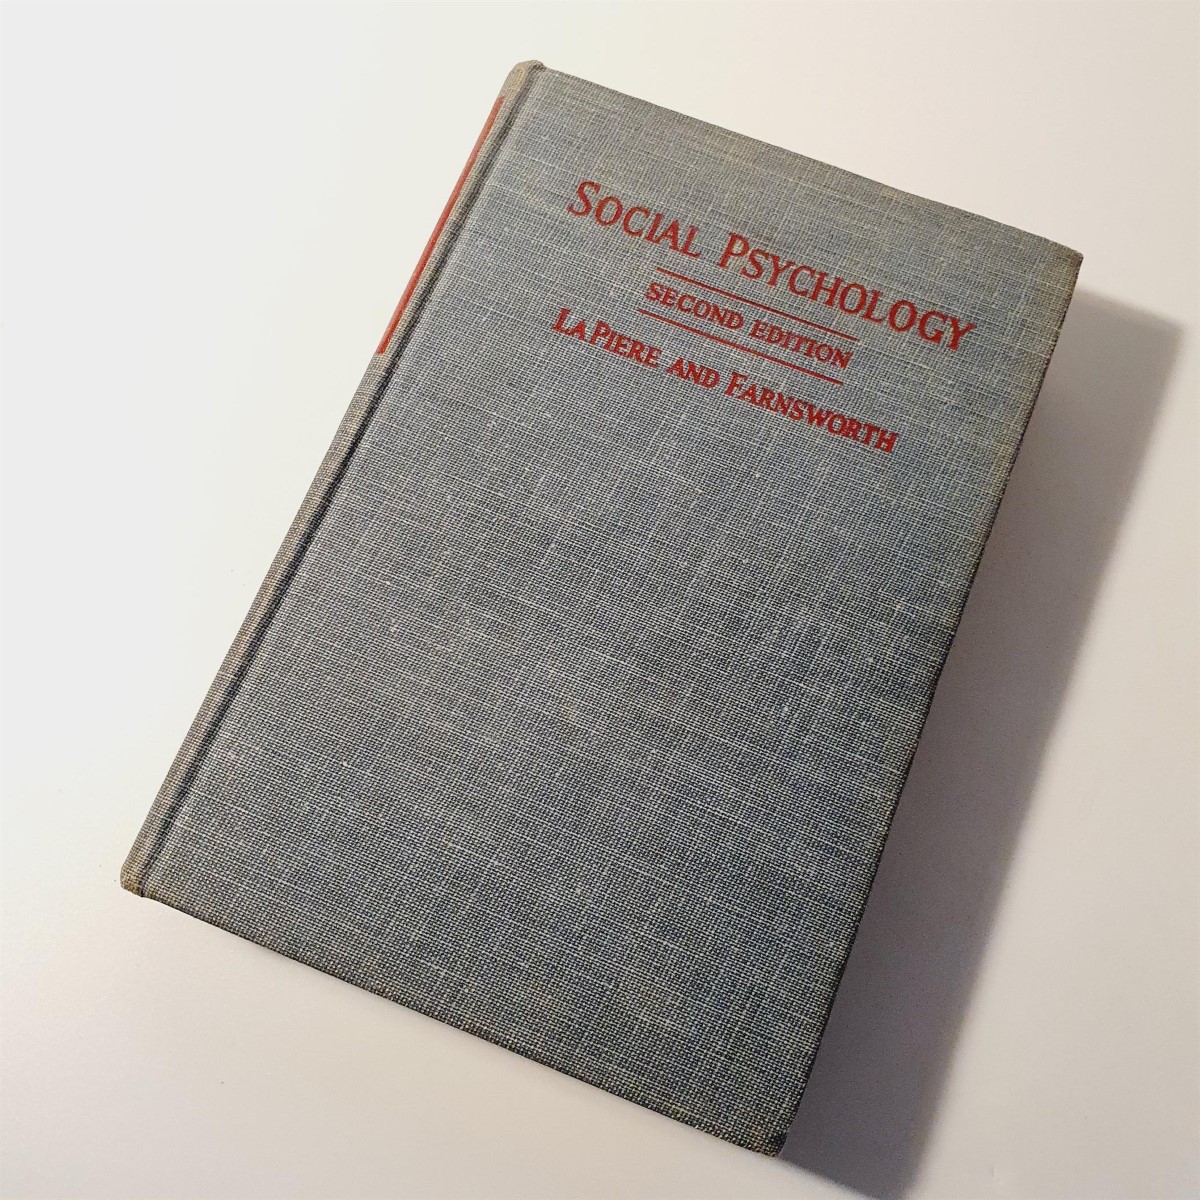 SOCIAL PSYCHOLOGY
SECOND EDITION
LAPIERE AND FARNSWORTH